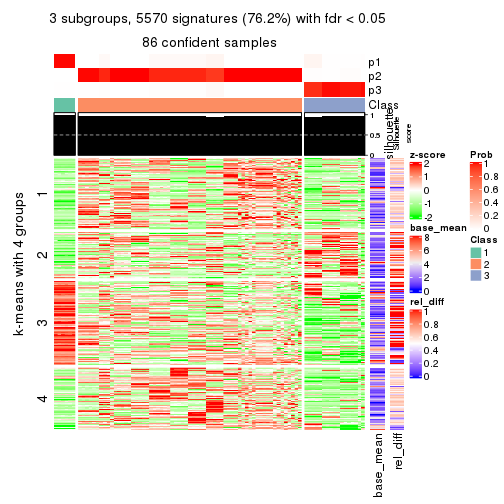 3 subgroups, 5570 signatures (76.2%) with fdr < 0.05
86 confident samples
p1
p2
p3
Class
1
0.5
0
silhouette
Silhouette
score
k-means with 4 groups
1
2
3
4
base_mean
rel_diff
z-score
2
1
0
-1
-2
base_mean
8
6
4
2
0
rel_diff
1
0.8
0.6
0.4
0.2
0
Prob
1
0.8
0.6
0.4
0.2
0
Class
1
2
3